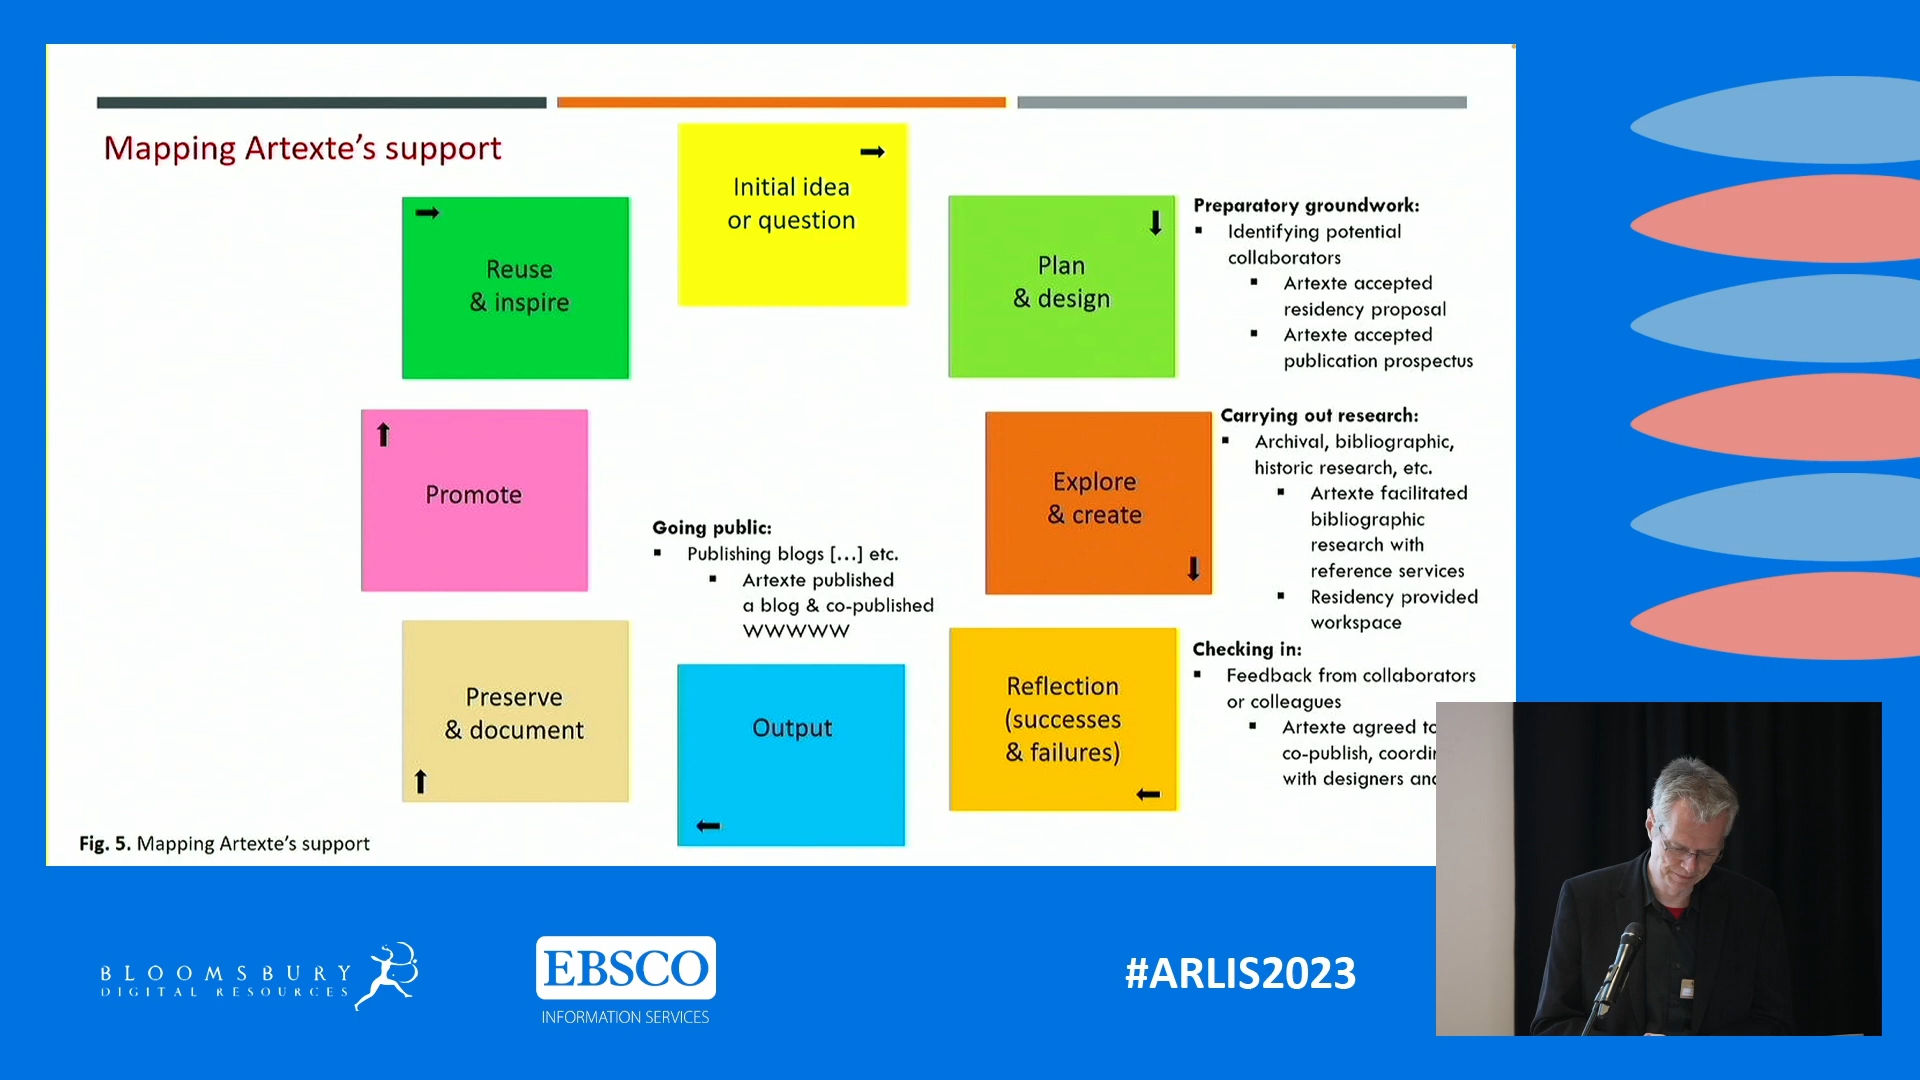 Mapping Artexte's support
Initial idea
or question
Reuse
& inspire
Plan
& design
Preparatory groundwork:
▪ Identifying potential
collaborators
▪ Artexte accepted
residency proposal
▪ Artexte accepted
publication prospectus
Promote
Explore
& create
Carrying out research:
▪ Archival, bibliographic,
historic research, etc.
▪ Artexte facilitated
bibliographic
research with
reference services
▪ Residency provided
workspace
Going public:
▪ Publishing blogs [...] etc.
▪ Artexte published
a blog & co-published
WWWWW
Preserve
& document
Output
Reflection
(successes
& failures)
Checking in:
▪ Feedback from collaborators
or colleagues
▪ Artexte agreed to
co-publish,
with designers
Fig. 5. Mapping Artexte's support
BLOOMSBURY
DIGITAL RESOURCES
EBSCO
INFORMATION SERVICES
#ARLIS2023